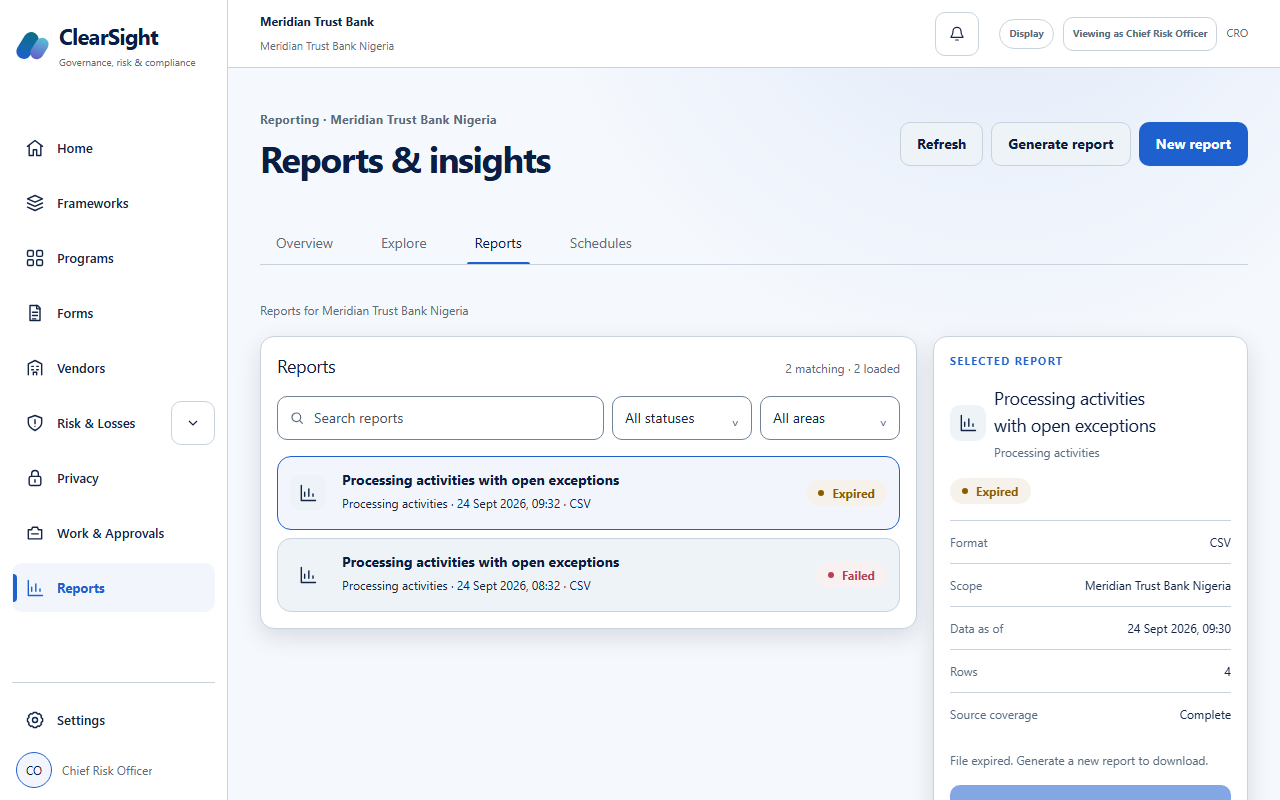 ClearSight
Governance, risk & compliance
Home
Frameworks
Programs
Forms
Vendors
Risk & Losses
Privacy
Work & Approvals
Reports
Settings
CO
Chief Risk Officer
Meridian Trust Bank
Meridian Trust Bank Nigeria
Display
Viewing as Chief Risk Officer
CRO
Reporting · Meridian Trust Bank Nigeria
Reports & insights
Refresh
Generate report
New report
Overview
Explore
Reports
Schedules
Reports for Meridian Trust Bank Nigeria
Reports
2 matching · 2 loaded
Search reports
All statuses
All areas
Processing activities with open exceptions
Processing activities · 24 Sept 2026, 09:32 · CSV
Expired
Processing activities with open exceptions
Processing activities · 24 Sept 2026, 08:32 · CSV
Failed
SELECTED REPORT
Processing activities
with open exceptions
Processing activities
Expired
Format
CSV
Scope
Meridian Trust Bank Nigeria
Data as of
24 Sept 2026, 09:30
Rows
4
Source coverage
Complete
File expired. Generate a new report to download.